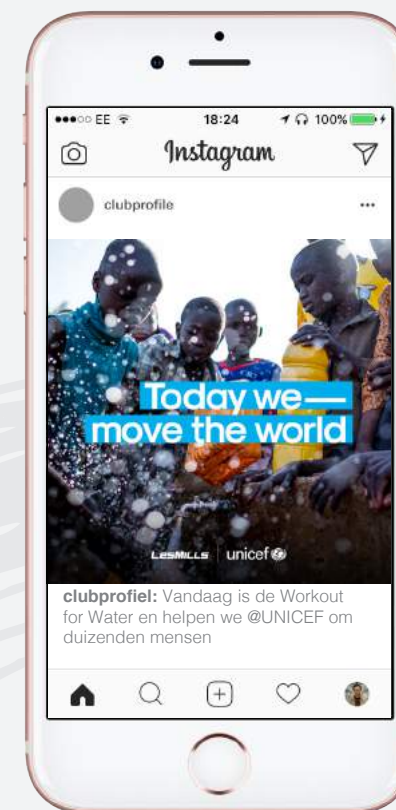 EE 18:24 100%
Instagram
clubprofile
Today we—
move the world
LESMILLS unicef
clubprofiel: Vandaag is de Workout
for Water en helpen we @UNICEF om
duizenden mensen